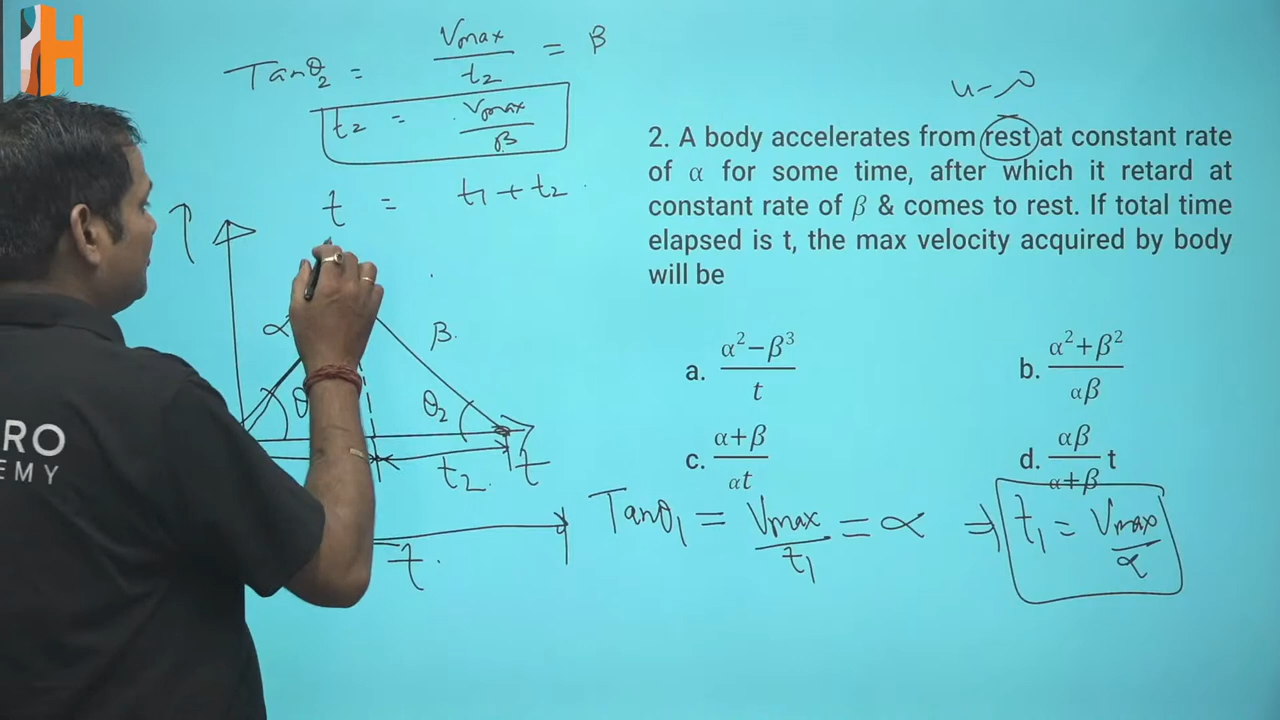 Tanθ₂ = Vmax/t₂ = β
t₂ = Vmax/β
t = t₁ + t₂
α
β
θ
θ₂
t₂
t
t
2. A body accelerates from rest at constant rate
of α for some time, after which it retard at
constant rate of β & comes to rest. If total time
elapsed is t, the max velocity acquired by body
will be
a. α²−β³/t
b. α²+β²/αβ
c. α+β/αt
d. αβ/α+β t
Tanθ₁ = Vmax/t₁ = α ⇒ t₁ = Vmax/α
RO
EMY